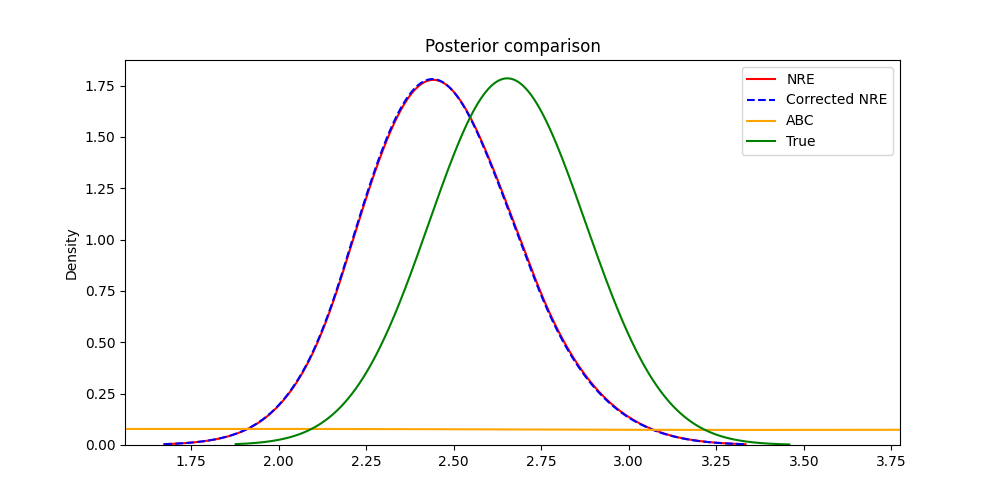 Posterior comparison
NRE
Corrected NRE
ABC
True
Density
1.75
1.50
1.25
1.00
0.75
0.50
0.25
0.00
1.75 2.00 2.25 2.50 2.75 3.00 3.25 3.50 3.75